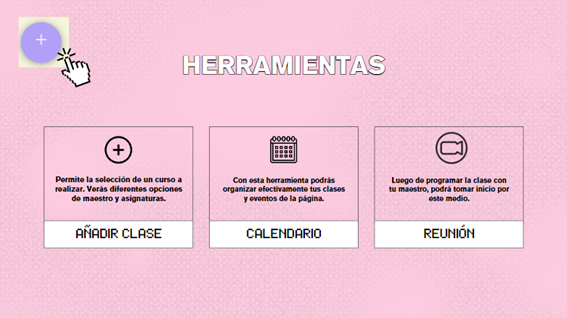 HERRAMIENTAS
Permite la selección de un curso a
realizar. Verás diferentes opciones
de maestro y asignaturas.
AÑADIR CLASE
Con esta herramienta podrás
organizar efectivamente tus clases
y eventos de la página.
CALENDARIO
Luego de programar la clase con
tu maestro, podrá tomar inicio por
este medio.
REUNIÓN